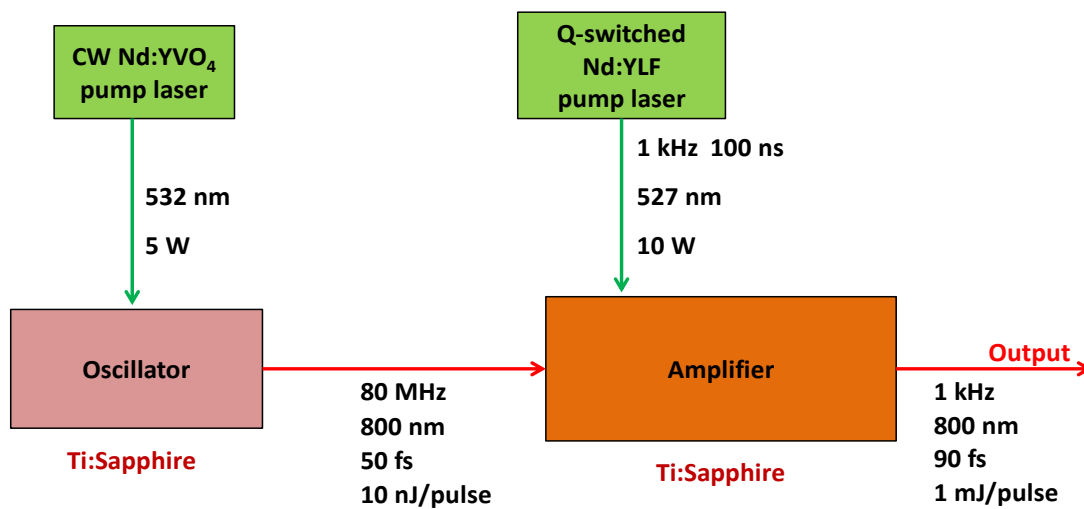 CW Nd:YVO₄
pump laser
Q-switched
Nd:YLF
pump laser
532 nm
5 W
1 kHz 100 ns
527 nm
10 W
Oscillator
Ti:Sapphire
80 MHz
800 nm
50 fs
10 nJ/pulse
Amplifier
Ti:Sapphire
Output
1 kHz
800 nm
90 fs
1 mJ/pulse